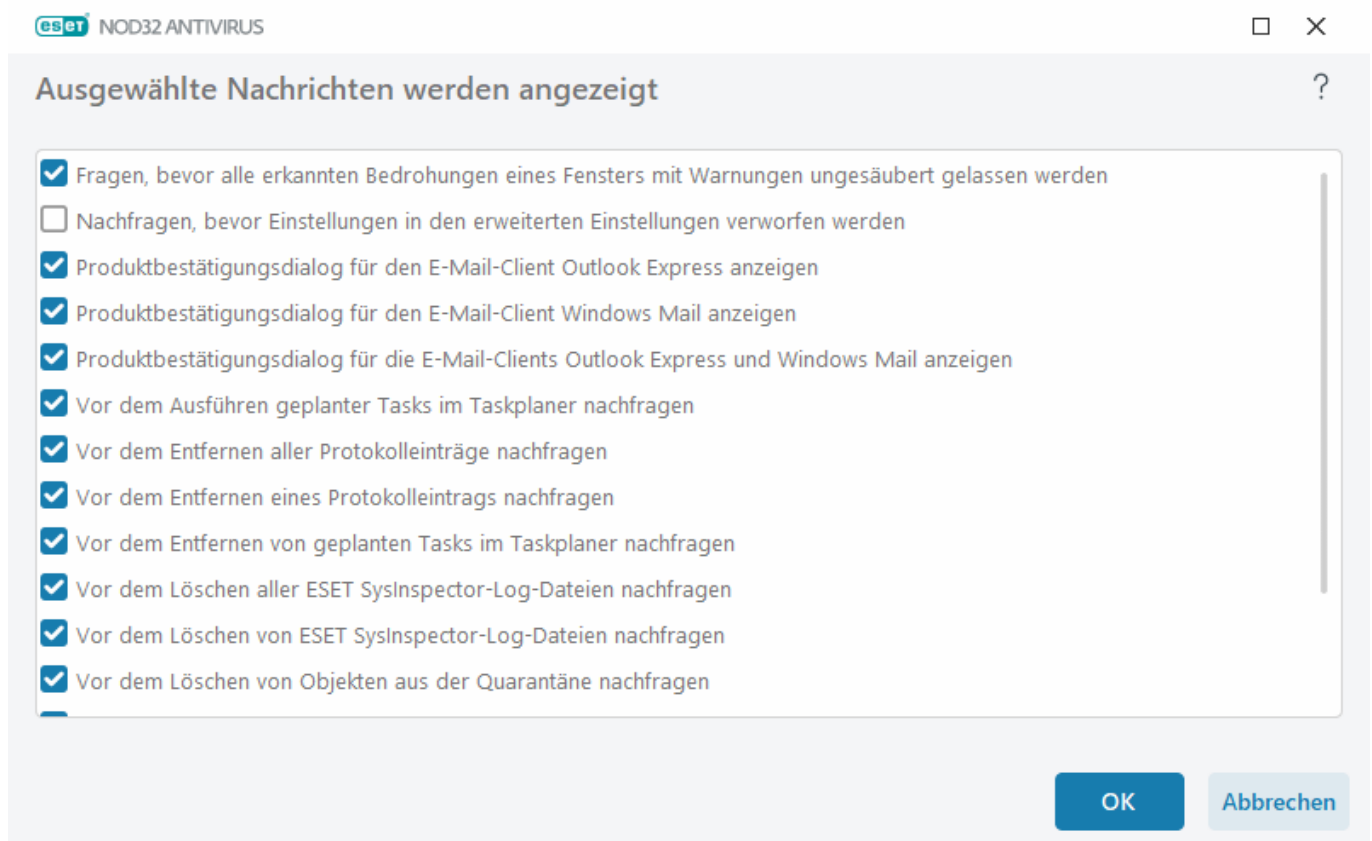 eset NOD32 ANTIVIRUS
Ausgewählte Nachrichten werden angezeigt
?
Fragen, bevor alle erkannten Bedrohungen eines Fensters mit Warnungen ungesäubert gelassen werden
Nachfragen, bevor Einstellungen in den erweiterten Einstellungen verworfen werden
Produktbestätigungsdialog für den E-Mail-Client Outlook Express anzeigen
Produktbestätigungsdialog für den E-Mail-Client Windows Mail anzeigen
Produktbestätigungsdialog für die E-Mail-Clients Outlook Express und Windows Mail anzeigen
Vor dem Ausführen geplanter Tasks im Taskplaner nachfragen
Vor dem Entfernen aller Protokolleinträge nachfragen
Vor dem Entfernen eines Protokolleintrags nachfragen
Vor dem Entfernen von geplanten Tasks im Taskplaner nachfragen
Vor dem Löschen aller ESET SysInspector-Log-Dateien nachfragen
Vor dem Löschen von ESET SysInspector-Log-Dateien nachfragen
Vor dem Löschen von Objekten aus der Quarantäne nachfragen
OK Abbrechen